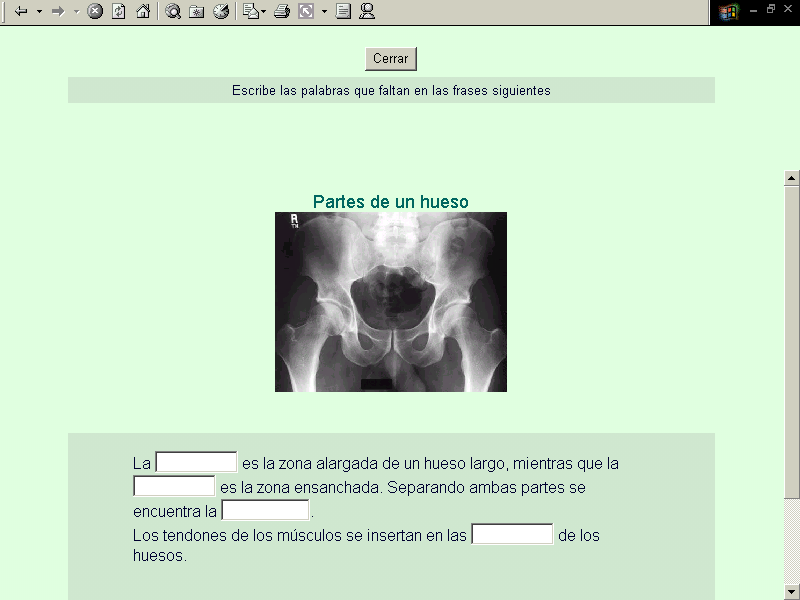 Cerrar
Escribe las palabras que faltan en las frases siguientes
Partes de un hueso
R
La es la zona alargada de un hueso largo, mientras que la
es la zona ensanchada. Separando ambas partes se
encuentra la .
Los tendones de los músculos se insertan en las de los
huesos.